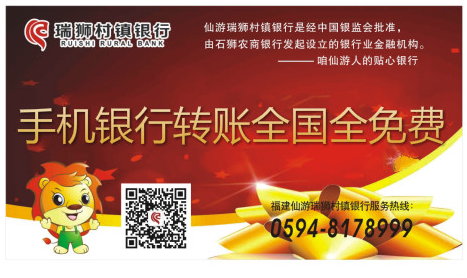 瑞狮村镇银行
RUISHI RURAL BANK
仙游瑞狮村镇银行是经中国银监会批准，
由石狮农商银行发起设立的银行业金融机构。
———咱仙游人的贴心银行
手机银行转账全国全免费
福建仙游瑞狮村镇银行服务热线：
0594-8178999